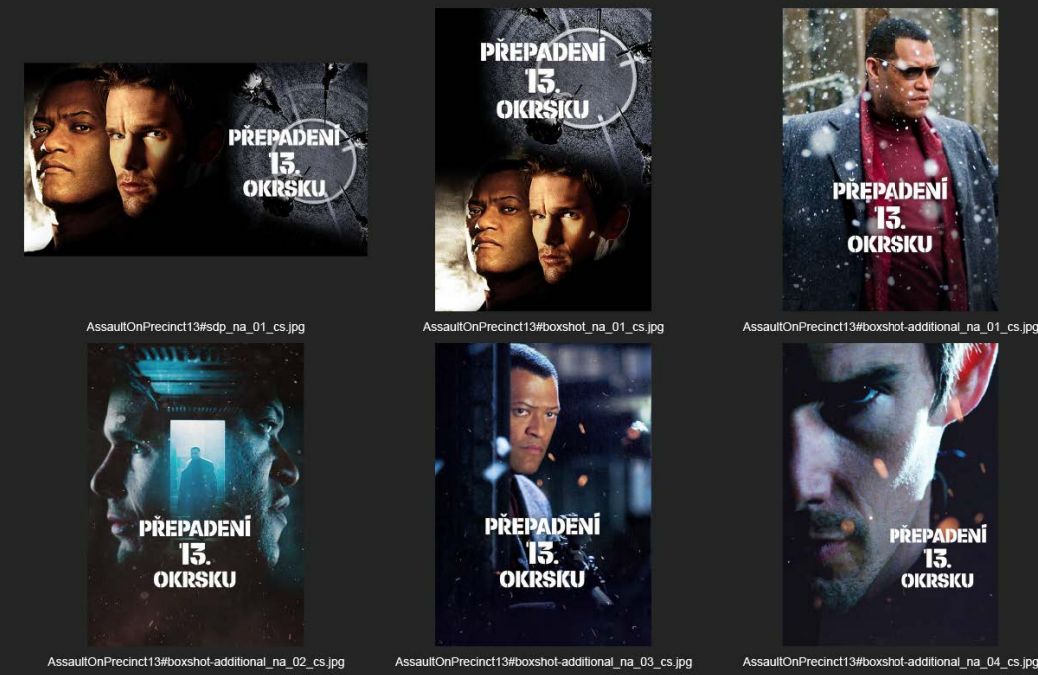 PŘEPADENÍ
13.
OKRSKU
AssaultOnPrecinct13#sdp_na_01_cs.jpg
PŘEPADENÍ
13.
OKRSKU
AssaultOnPrecinct13#boxshot_na_01_cs.jpg
PŘEPADENÍ
13.
OKRSKU
AssaultOnPrecinct13#boxshot-additional_na_01_cs.jpg
PŘEPADENÍ
13.
OKRSKU
AssaultOnPrecinct13#boxshot-additional_na_02_cs.jpg
PŘEPADENÍ
13.
OKRSKU
AssaultOnPrecinct13#boxshot-additional_na_03_cs.jpg
PŘEPADENÍ
13.
OKRSKU
AssaultOnPrecinct13#boxshot-additional_na_04_cs.jpg